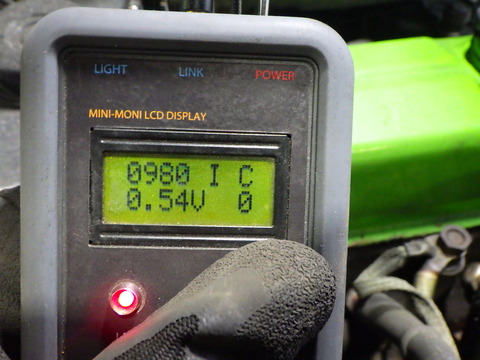 LIGHT LINK POWER
MINI-MONI LCD DISPLAY
0980 I C
0.54V 0